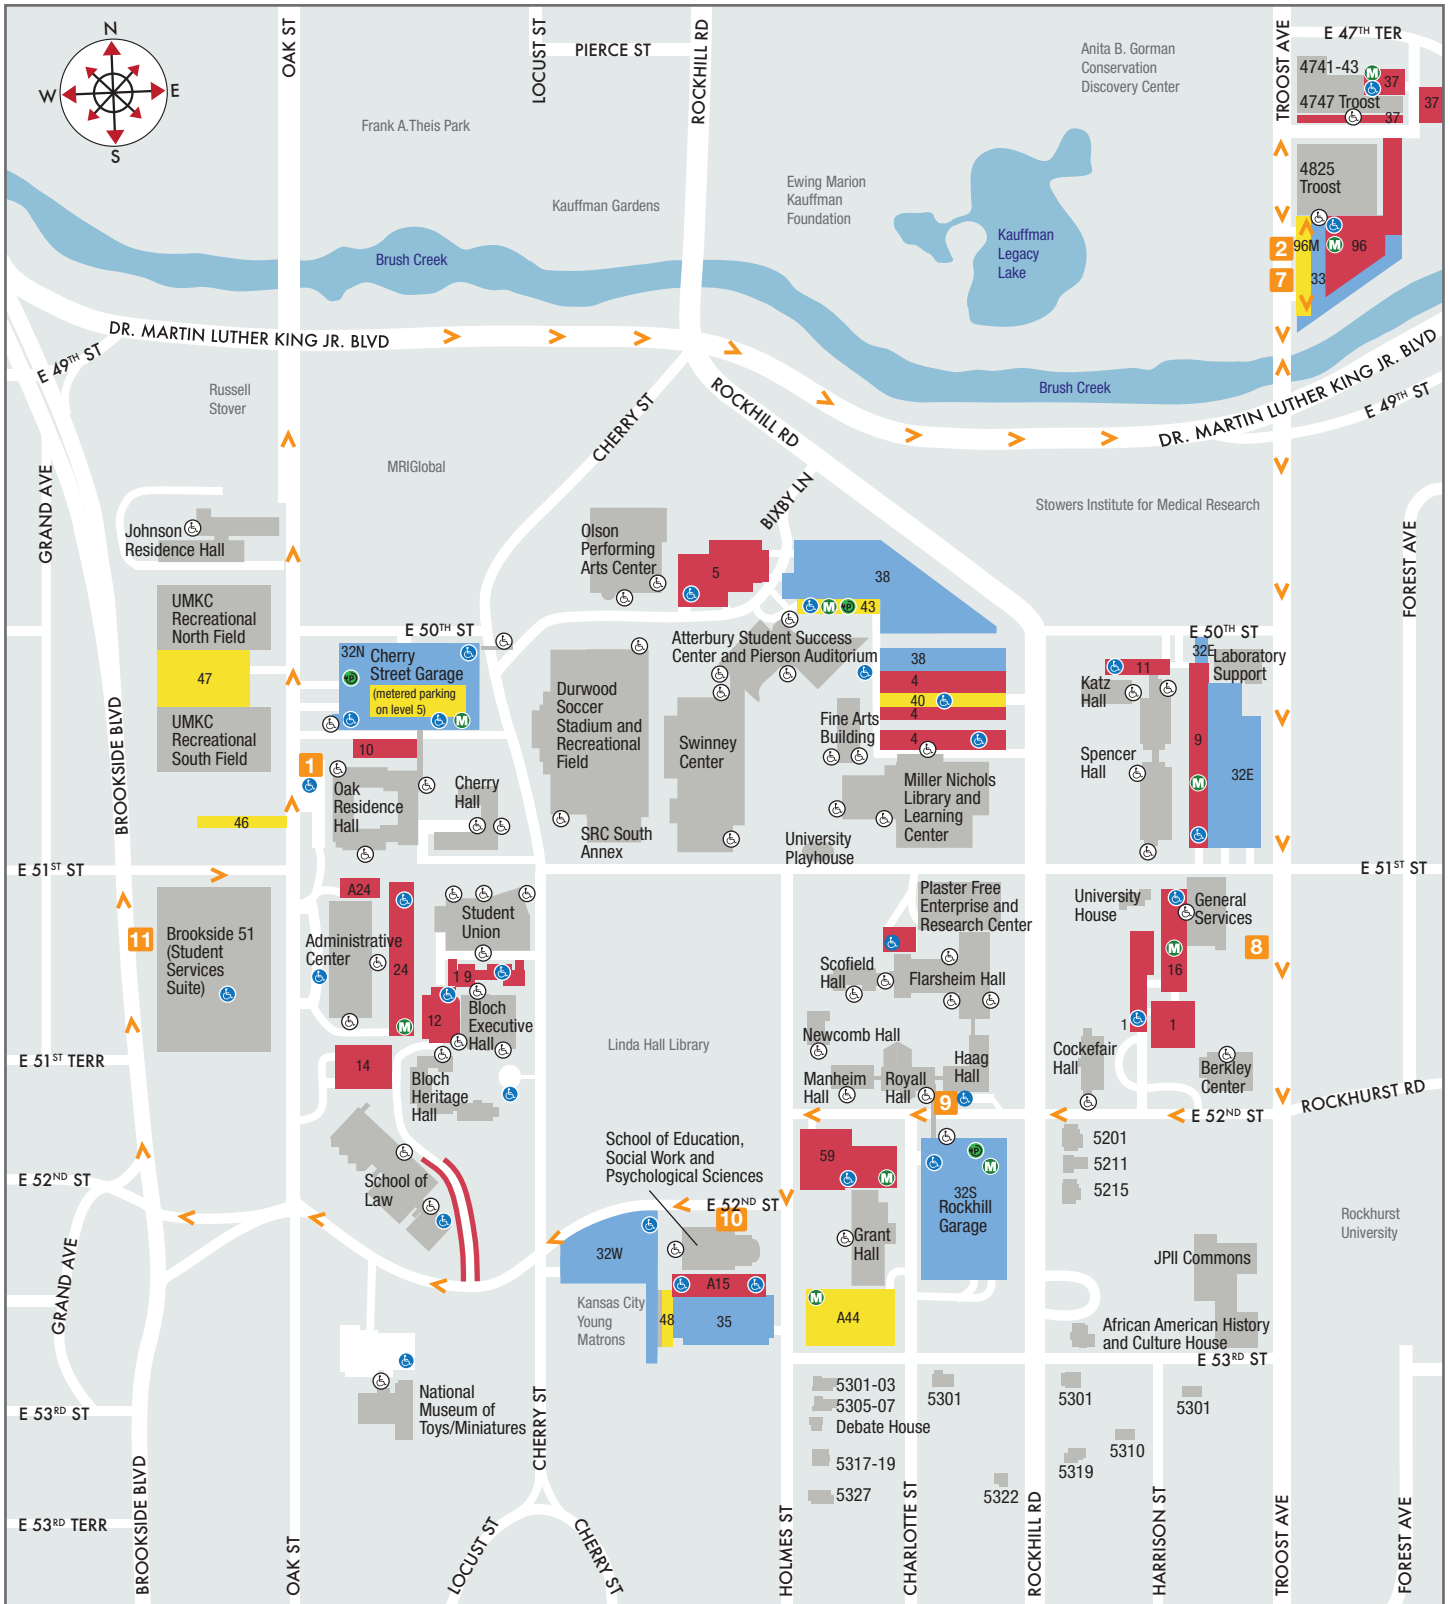 N
W
E
S
OAK ST
LOCUST ST
PIERCE ST
ROCKHILL RD
TROOST AVE
E 47TH TER
Anita B. Gorman
Conservation
Discovery Center
4741-43
M
37
37
4747 Troost
37
Frank A.Theis Park
4825
Troost
Ewing Marion
Kauffman
Foundation
Kauffman Gardens
Kauffman
Legacy
Lake
Brush Creek
2
96M
M
96
7
33
DR. MARTIN LUTHER KING JR. BLVD
E 49TH ST
Russell
Stover
CHERRY ST
ROCKHILL RD
Brush Creek
DR. MARTIN LUTHER KING JR. BLVD
E 49TH ST
MRIGlobal
GRAND AVE
BIXBY LN
Stowers Institute for Medical Research
FOREST AVE
Johnson
Residence Hall
Olson
Performing
Arts Center
5
38
UMKC
Recreational
North Field
M
P
43
E 50TH ST
E 50TH ST
32N
Cherry
Street Garage
P
(metered parking
on level 5)
M
Atterbury Student Success
Center and Pierson Auditorium
38
4
40
4
4
32E
Laboratory
Support
11
Katz
Hall
47
Durwood
Soccer
Stadium and
Recreational
Field
UMKC
Recreational
South Field
BROOKSIDE BLVD
10
1
Fine Arts
Building
Swinney
Center
Spencer
Hall
9
M
32E
Oak
Residence
Hall
Cherry
Hall
Miller Nichols
Library and
Learning
Center
46
SRC South
Annex
University
Playhouse
E 51ST ST
E 51ST ST
A24
Plaster Free
Enterprise and
Research Center
University
House
General
Services
Student
Union
11
Brookside 51
(Student
Services
Suite)
Administrative
Center
24
M
1 9
Scofield
Hall
Flarsheim Hall
M
16
8
12
Bloch
Executive
Hall
1
1
Newcomb Hall
Linda Hall Library
E 51ST TERR
14
Cockefair
Hall
Berkley
Center
Bloch
Heritage
Hall
Manheim
Hall
Royall
Hall
Haag
Hall
9
ROCKHURST RD
E 52ND ST
School of Education,
Social Work and
Psychological Sciences
59
M
P
M
32S
Rockhill
Garage
5201
5211
5215
E 52ND ST
School of
Law
E 52ND ST
10
Rockhurst
University
32W
Grant
Hall
JPII Commons
GRAND AVE
A15
Kansas City
Young
Matrons
48
35
M
A44
African American History
and Culture House
E 53RD ST
National
Museum of
Toys/Miniatures
5301-03
5305-07
Debate House
5317-19
5327
5301
5301
5301
5310
5319
5322
E 53RD ST
CHERRY ST
E 53RD TERR
BROOKSIDE BLVD
OAK ST
LOCUST ST
CHERRY ST
HOLMES ST
CHARLOTTE ST
ROCKHILL RD
HARRISON ST
TROOST AVE
FOREST AVE